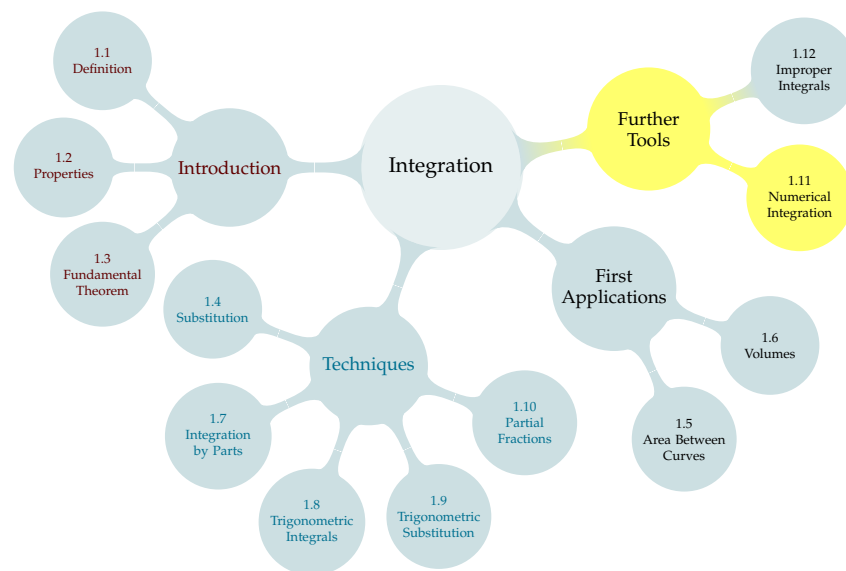 Integration
Introduction
1.1
Definition
1.2
Properties
1.3
Fundamental
Theorem
Techniques
1.4
Substitution
1.7
Integration
by Parts
1.8
Trigonometric
Integrals
1.9
Trigonometric
Substitution
1.10
Partial
Fractions
First
Applications
1.5
Area Between
Curves
1.6
Volumes
Further
Tools
1.11
Numerical
Integration
1.12
Improper
Integrals